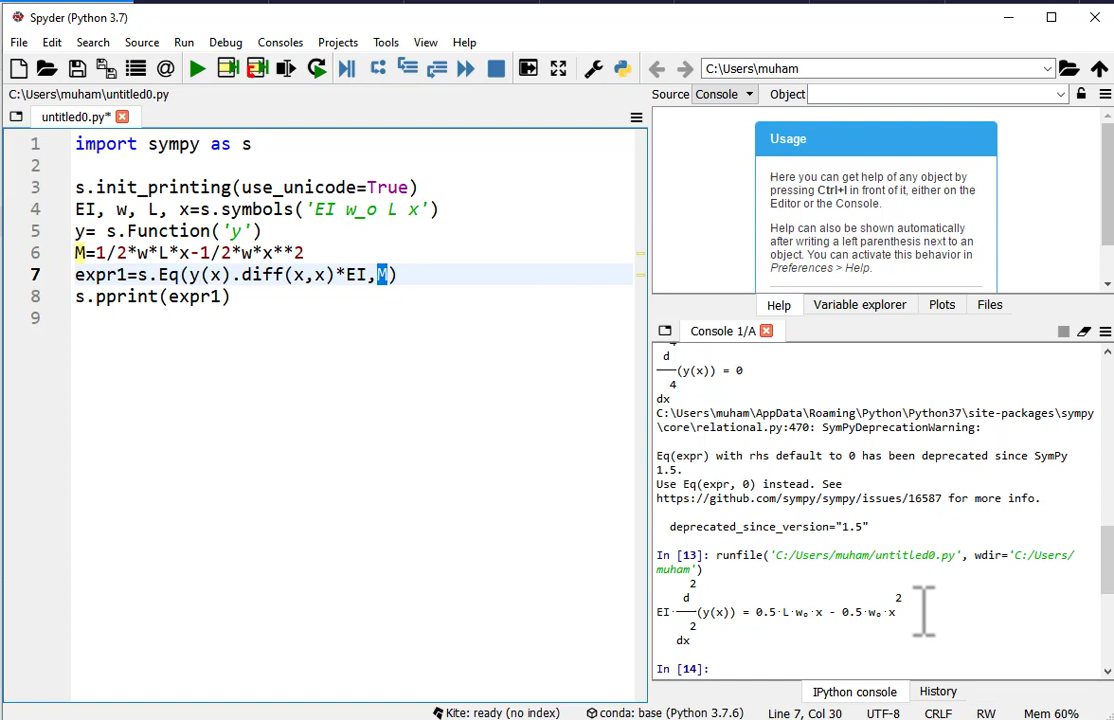 Spyder (Python 3.7)
File Edit Search Source Run Debug Consoles Projects Tools View Help
C:\Users\muham
C:\Users\muham\untitled0.py
Source Console Object
untitled0.py*
1 import sympy as s
2
3 s.init_printing(use_unicode=True)
4 EI, w, L, x=s.symbols('EI w_o L x')
5 y= s.Function('y')
6 M=1/2*w*L*x-1/2*w*x**2
7 expr1=s.Eq(y(x).diff(x,x)*EI,M)
8 s.pprint(expr1)
9
Usage
Here you can get help of any object by
pressing Ctrl+I in front of it, either on the
Editor or the Console.
Help can also be shown automatically
after writing a left parenthesis next to an
object. You can activate this behavior in
Preferences > Help.
Help Variable explorer Plots Files
Console 1/A
4
d
───(y(x)) = 0
4
dx
C:\Users\muham\AppData\Roaming\Python\Python37\site-packages\sympy
\core\relational.py:470: SymPyDeprecationWarning:
Eq(expr) with rhs default to 0 has been deprecated since SymPy
1.5.
Use Eq(expr, 0) instead. See
https://github.com/sympy/sympy/issues/16587 for more info.
deprecated_since_version="1.5"
In [13]: runfile('C:/Users/muham/untitled0.py', wdir='C:/Users/
muham')
2
d 2
EI⋅───(y(x)) = 0.5⋅L⋅wₒ⋅x - 0.5⋅wₒ⋅x
2
dx
In [14]:
IPython console History
Kite: ready (no index) conda: base (Python 3.7.6) Line 7, Col 30 UTF-8 CRLF RW Mem 60%